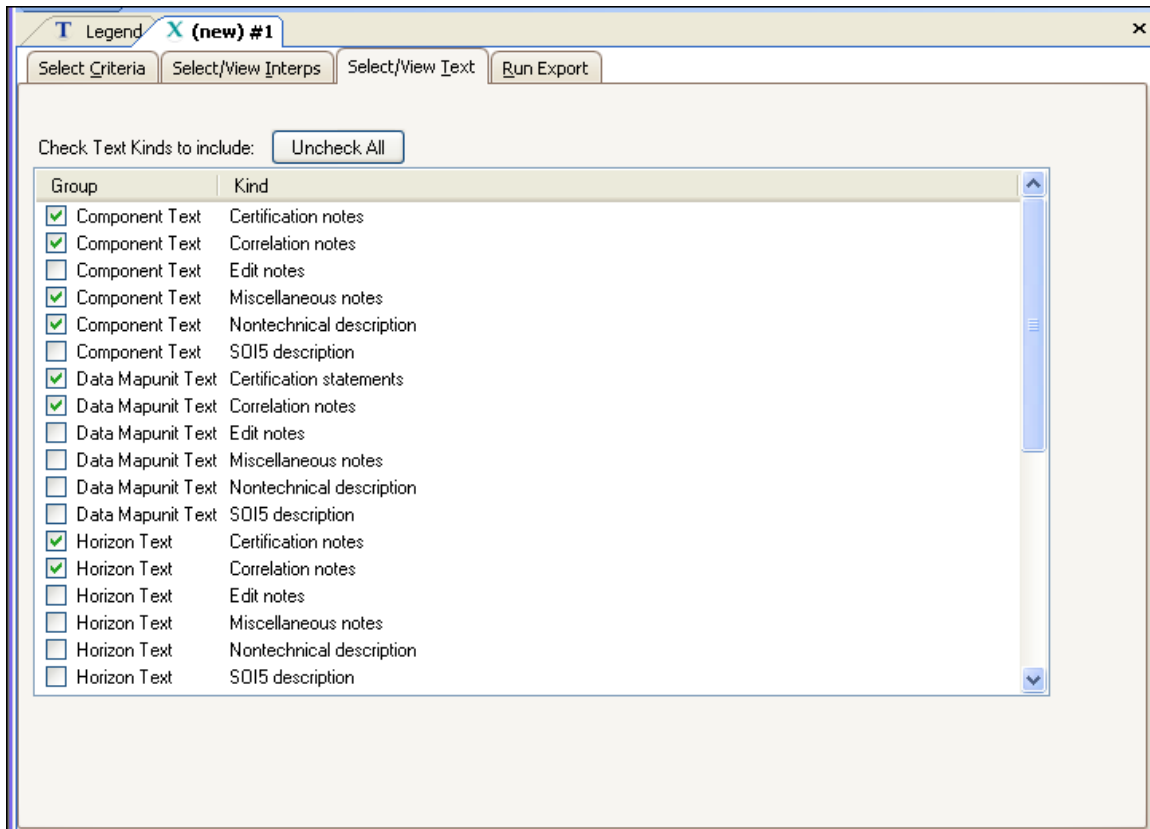 T Legend X (new) #1
Select Criteria Select/View Interps Select/View Text Run Export
Check Text Kinds to include: Uncheck All
Group Kind
Component Text Certification notes
Component Text Correlation notes
Component Text Edit notes
Component Text Miscellaneous notes
Component Text Nontechnical description
Component Text SOI5 description
Data Mapunit Text Certification statements
Data Mapunit Text Correlation notes
Data Mapunit Text Edit notes
Data Mapunit Text Miscellaneous notes
Data Mapunit Text Nontechnical description
Data Mapunit Text SOI5 description
Horizon Text Certification notes
Horizon Text Correlation notes
Horizon Text Edit notes
Horizon Text Miscellaneous notes
Horizon Text Nontechnical description
Horizon Text SOI5 description